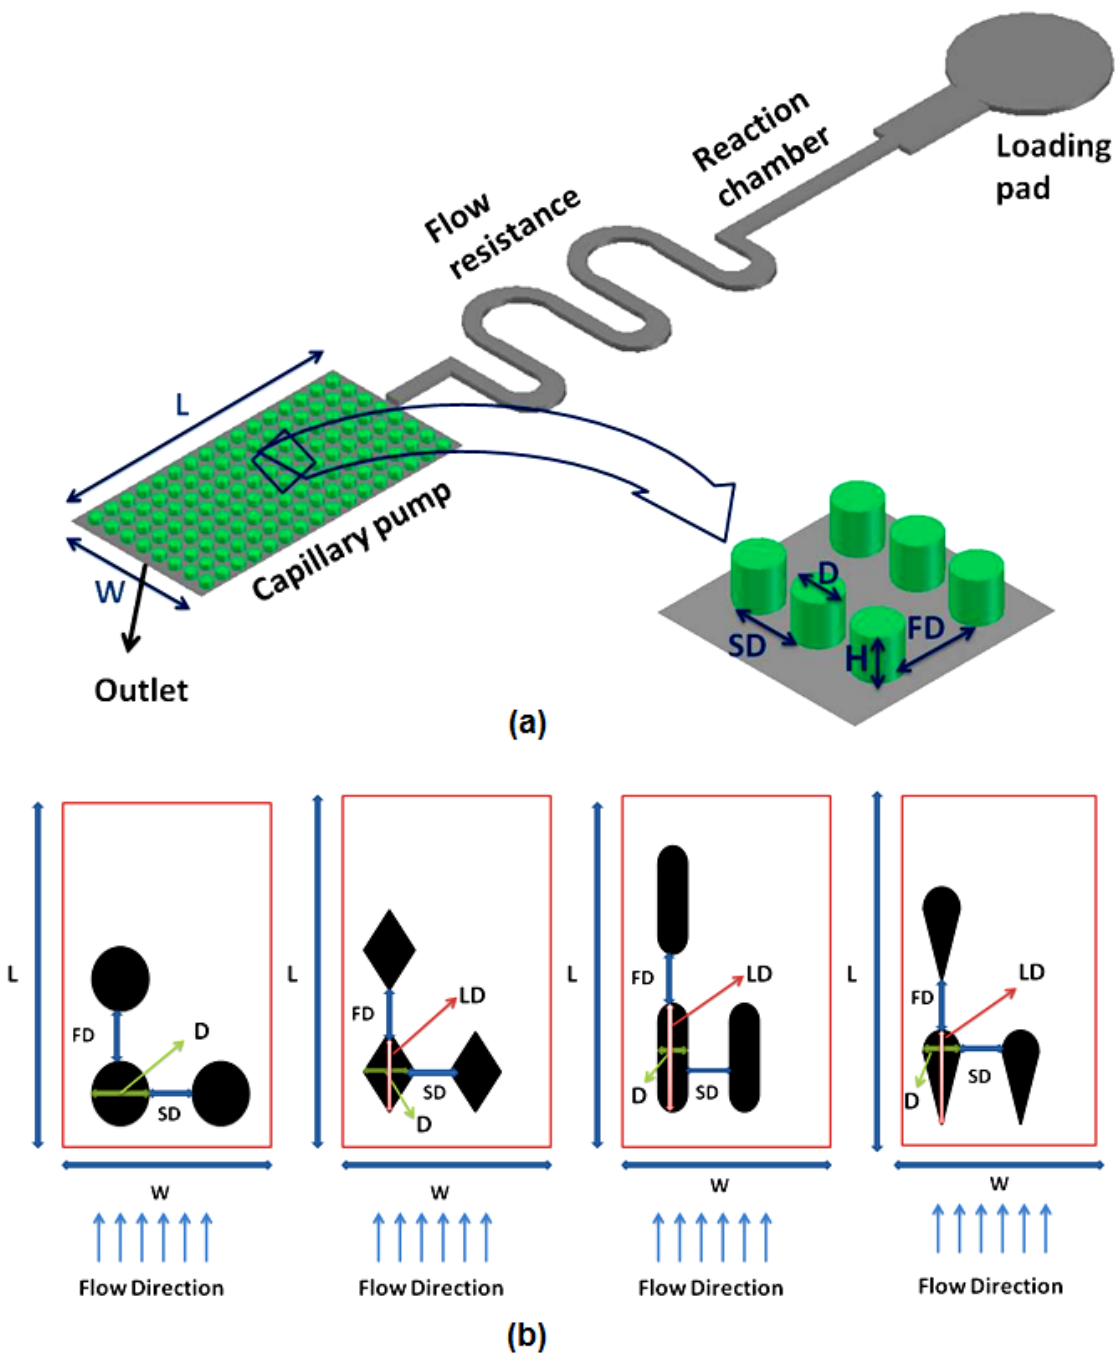 Loading
pad
Reaction
chamber
Flow
resistance
L
W
Capillary pump
Outlet
D
SD
H
FD
(a)
L
FD
D
SD
W
Flow Direction
L
FD
LD
SD
D
W
Flow Direction
L
FD
LD
D
SD
W
Flow Direction
L
FD
LD
D
SD
W
Flow Direction
(b)